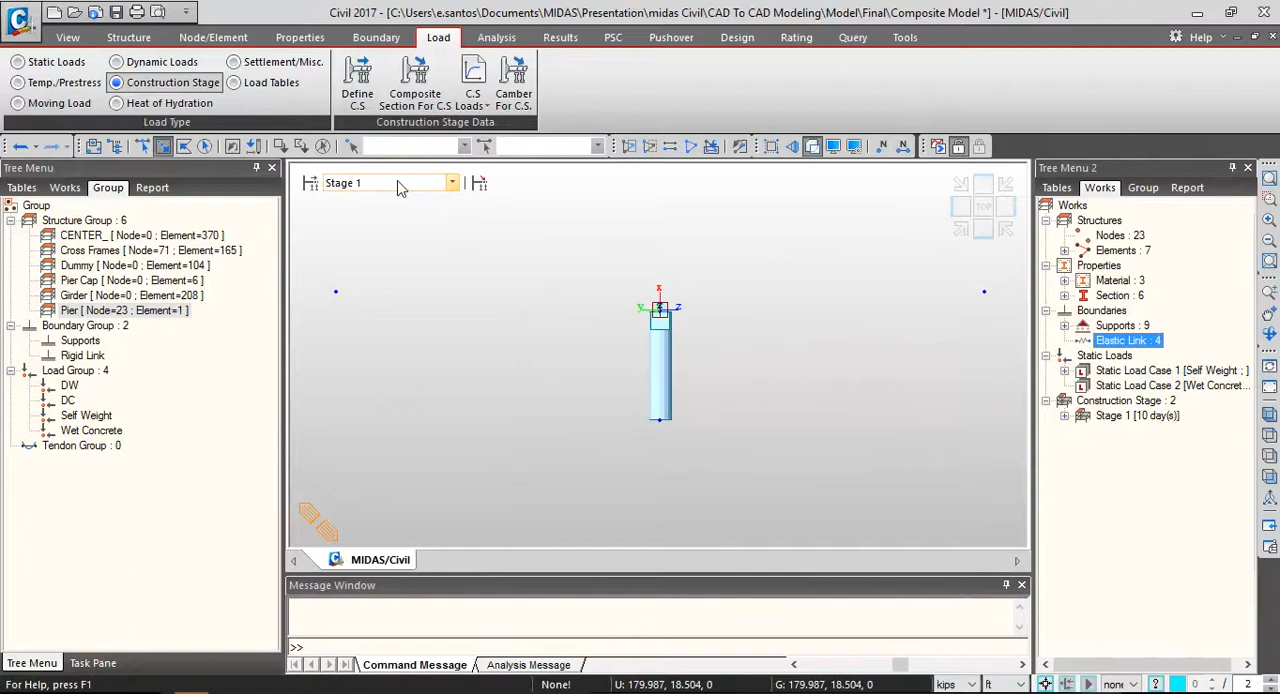 Civil 2017 - [C:\Users\e.santos\Documents\MIDAS\Presentation\midas Civil\CAD To CAD Modeling\Model\Final\Composite Model *] - [MIDAS/Civil]
View Structure Node/Element Properties Boundary Load Analysis Results PSC Pushover Design Rating Query Tools Help
Static Loads Dynamic Loads Settlement/Misc.
Temp./Prestress Construction Stage Load Tables
Moving Load Heat of Hydration
Load Type
Define C.S
Composite Section For C.S
C.S Loads
Camber For C.S.
Construction Stage Data
Tree Menu
Tables Works Group Report
Group
Structure Group : 6
CENTER_ [ Node=0 ; Element=370 ]
Cross Frames [ Node=71 ; Element=165 ]
Dummy [ Node=0 ; Element=104 ]
Pier Cap [ Node=0 ; Element=6 ]
Girder [ Node=0 ; Element=208 ]
Pier [ Node=23 ; Element=1 ]
Boundary Group : 2
Supports
Rigid Link
Load Group : 4
DW
DC
Self Weight
Wet Concrete
Tendon Group : 0
Tree Menu Task Pane
Stage 1
TOP
x
y z
MIDAS/Civil
Message Window
>>
Command Message Analysis Message
Tree Menu 2
Tables Works Group Report
Works
Structures
Nodes : 23
Elements : 7
Properties
Material : 3
Section : 6
Boundaries
Supports : 9
Elastic Link : 4
Static Loads
Static Load Case 1 [Self Weight ; ]
Static Load Case 2 [Wet Concret...
Construction Stage : 2
Stage 1 [10 day(s)]
For Help, press F1 None! U: 179.987, 18.504, 0 G: 179.987, 18.504, 0 kips ft none 0 / 2